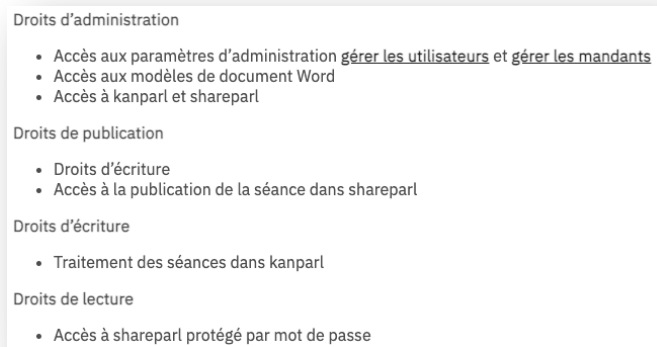 Droits d’administration
• Accès aux paramètres d’administration gérer les utilisateurs et gérer les mandants
• Accès aux modèles de document Word
• Accès à kanparl et shareparl
Droits de publication
• Droits d’écriture
• Accès à la publication de la séance dans shareparl
Droits d’écriture
• Traitement des séances dans kanparl
Droits de lecture
• Accès à shareparl protégé par mot de passe